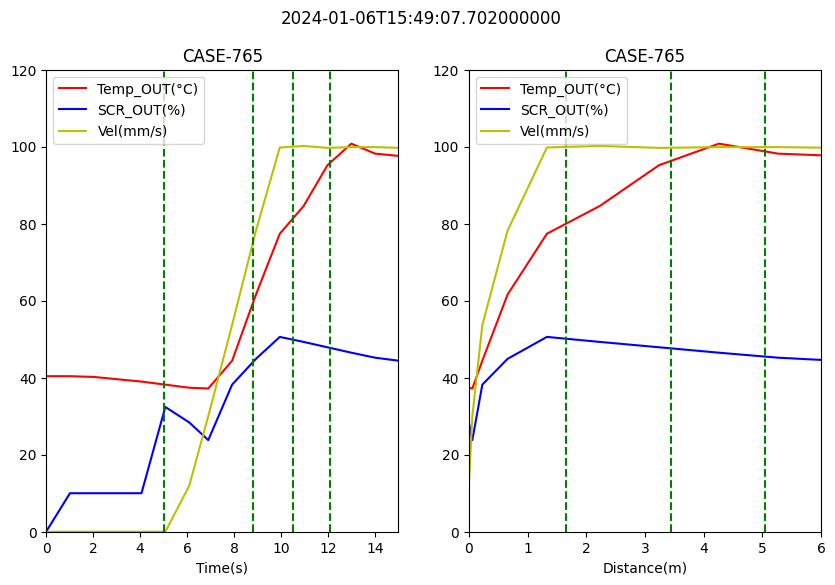 2024-01-06T15:49:07.702000000
CASE-765
120
100
80
60
40
20
0
Temp_OUT(°C)
SCR_OUT(%)
Vel(mm/s)
0 2 4 6 8 10 12 14
Time(s)
CASE-765
120
100
80
60
40
20
0
Temp_OUT(°C)
SCR_OUT(%)
Vel(mm/s)
0 1 2 3 4 5 6
Distance(m)